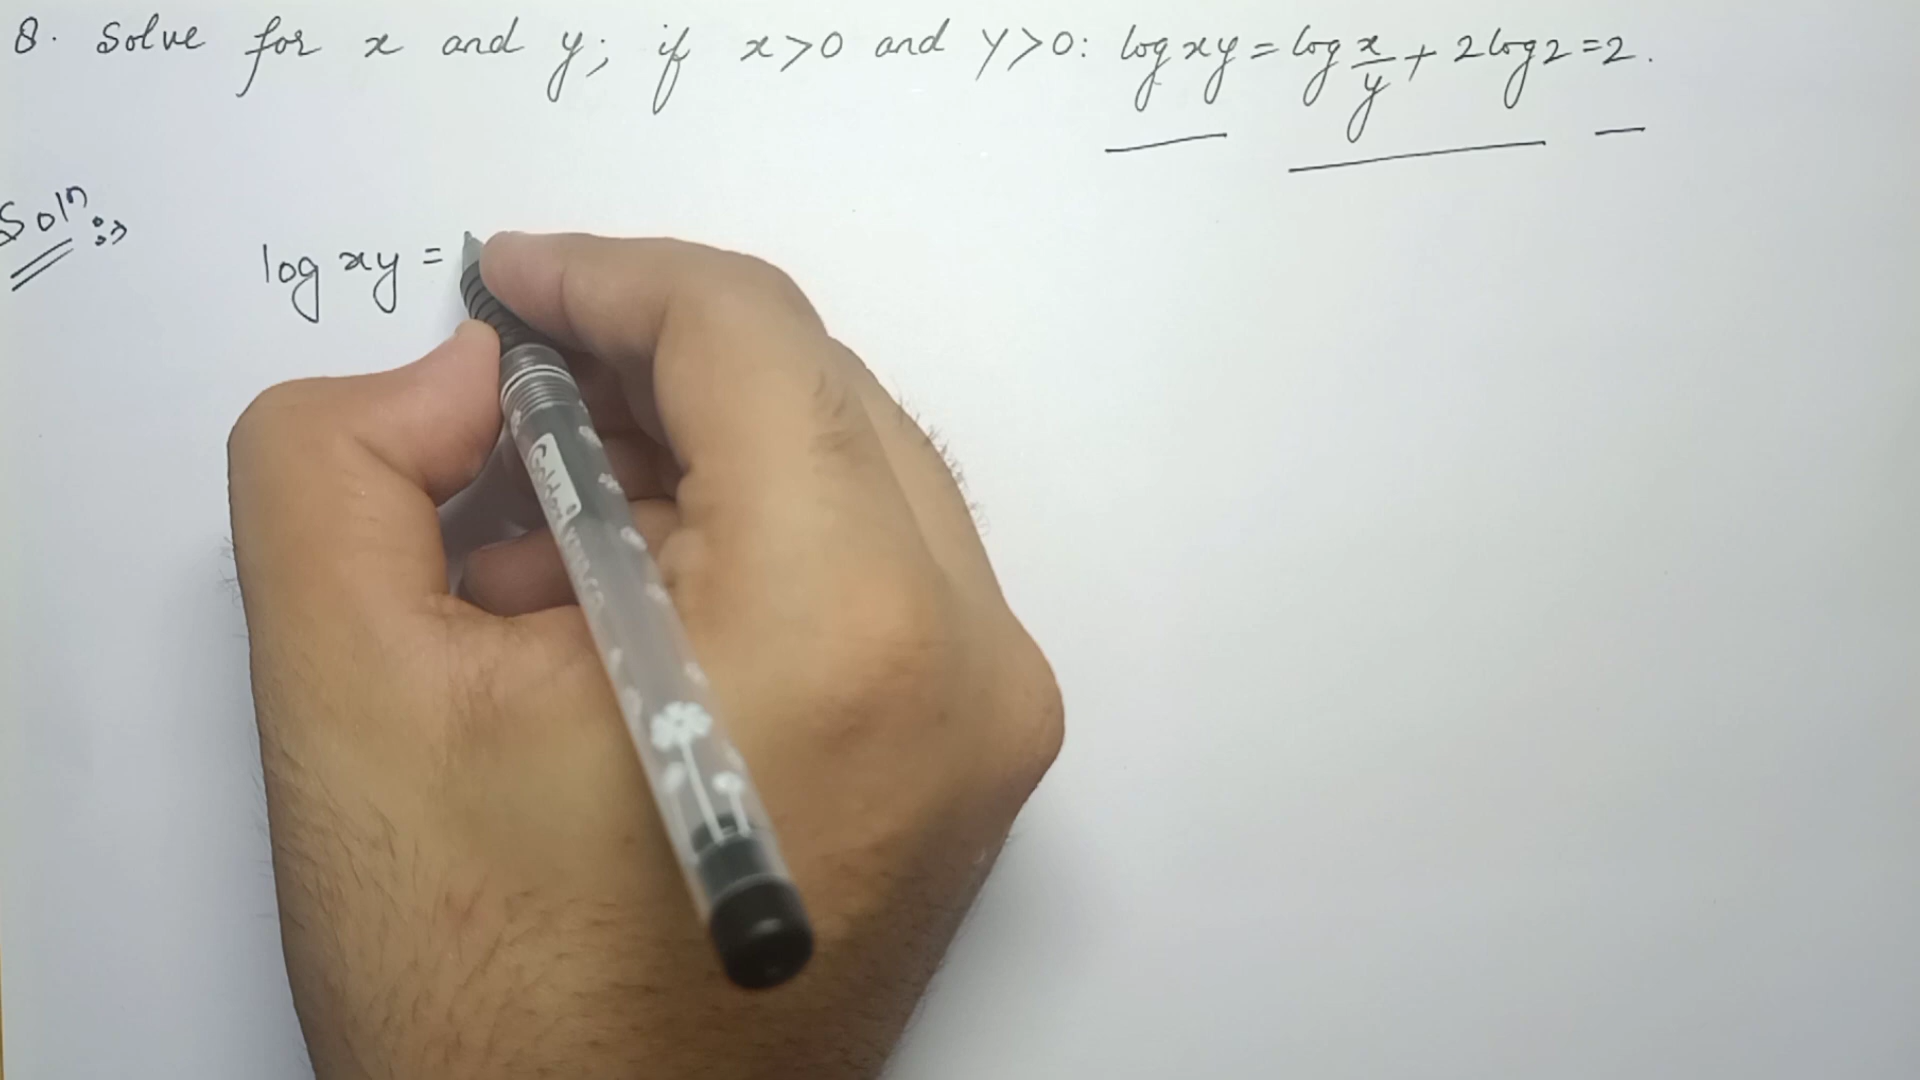 8. Solve for x and y; if x>0 and y>0: log xy = log x/y + 2log2 = 2.
Soln :>
log xy =